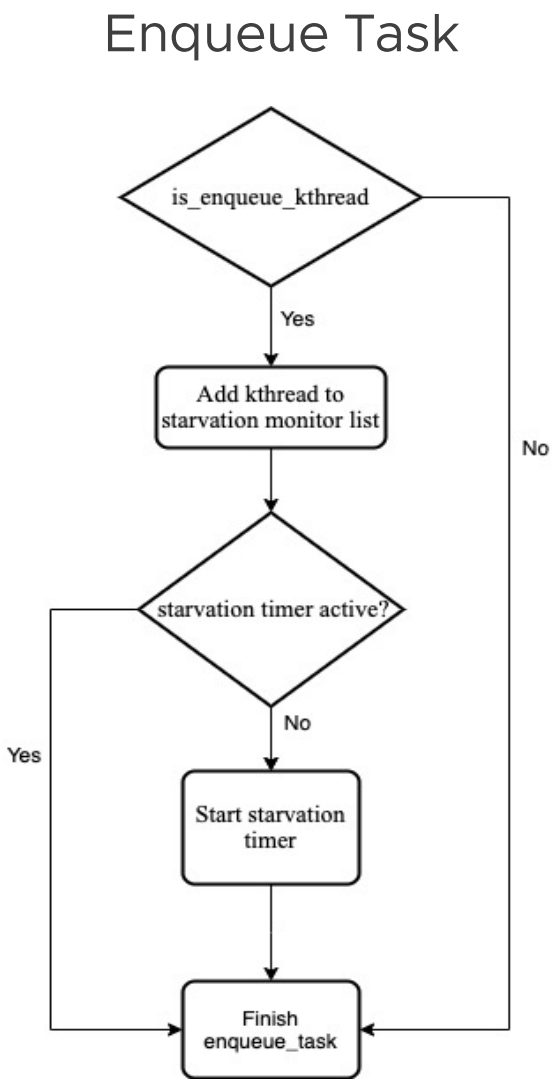 Enqueue Task
is_enqueue_kthread
Yes
Add kthread to
starvation monitor list
No
starvation timer active?
No
Yes
Start starvation
timer
Finish
enqueue_task